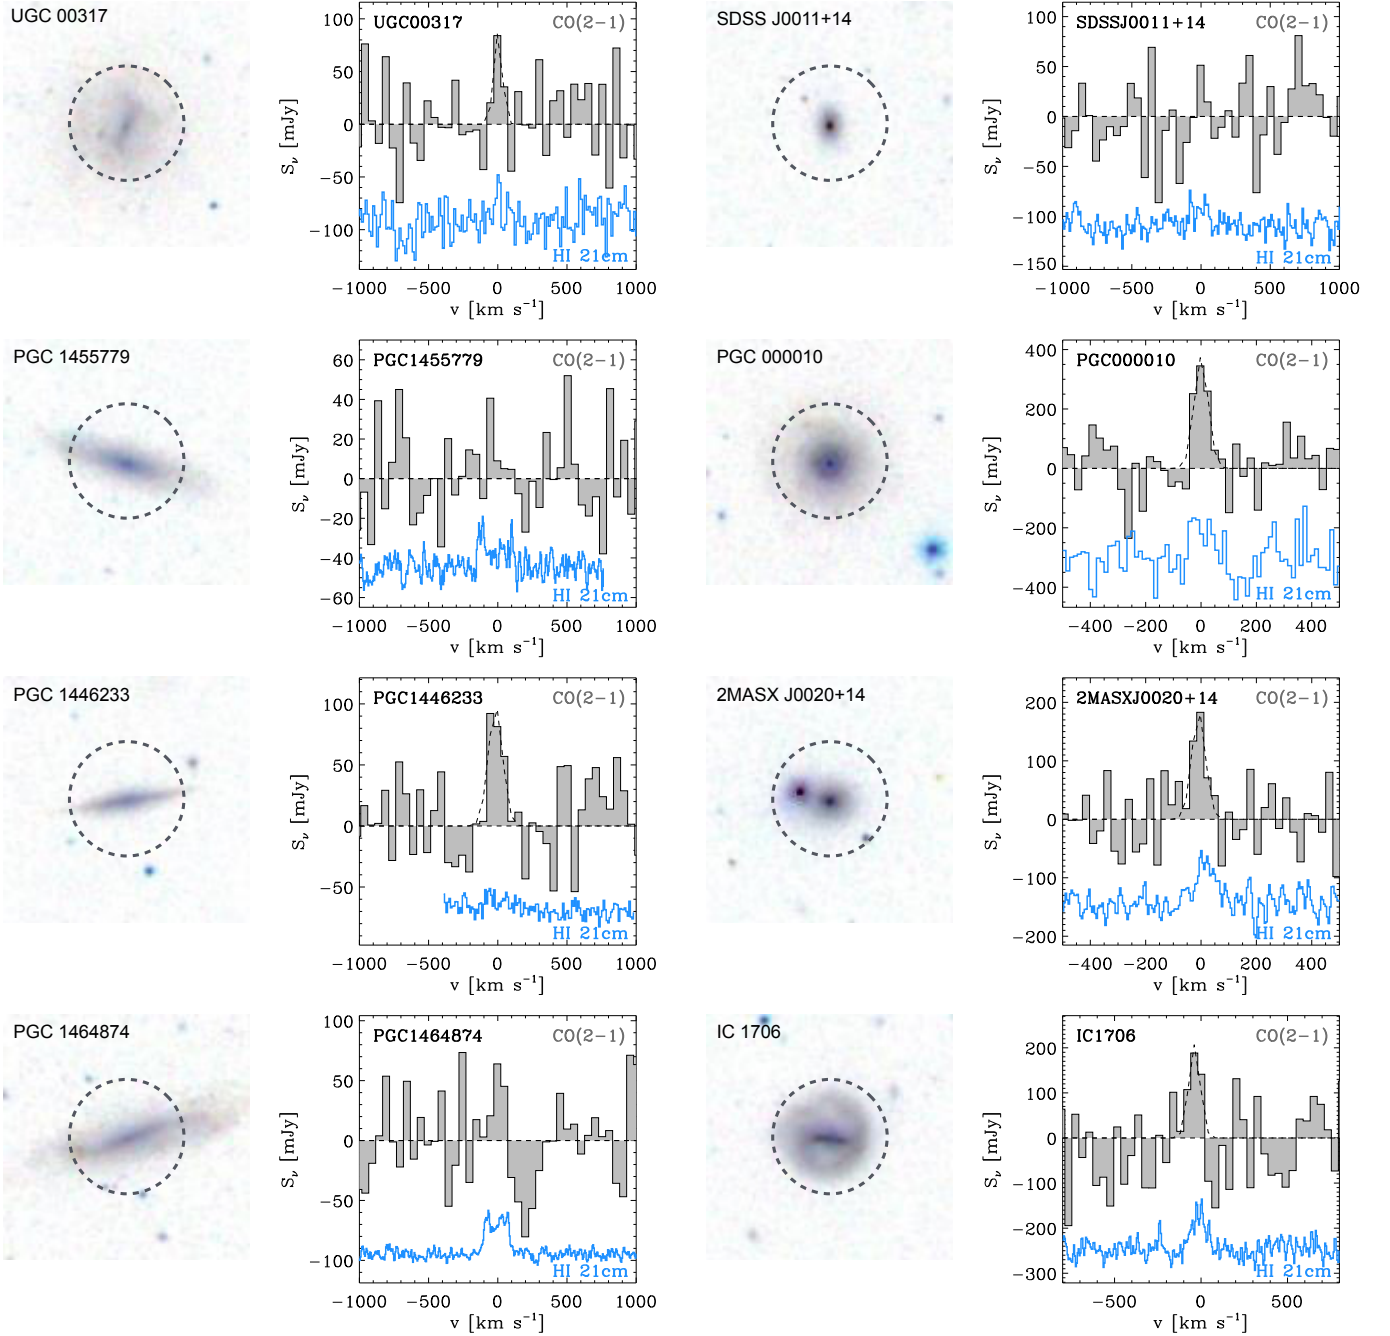 UGC 00317
UGC00317 CO(2-1)
100
50
0
-50
-100
Sν [mJy]
HI 21cm
-1000 -500 0 500 1000
v [km s⁻¹]
SDSS J0011+14
SDSSJ0011+14 CO(2-1)
100
50
0
-50
-100
-150
Sν [mJy]
HI 21cm
-1000 -500 0 500 1000
v [km s⁻¹]
PGC 1455779
PGC1455779 CO(2-1)
60
40
20
0
-20
-40
-60
Sν [mJy]
HI 21cm
-1000 -500 0 500 1000
v [km s⁻¹]
PGC 000010
PGC000010 CO(2-1)
400
200
0
-200
-400
Sν [mJy]
HI 21cm
-400 -200 0 200 400
v [km s⁻¹]
PGC 1446233
PGC1446233 CO(2-1)
100
50
0
-50
Sν [mJy]
HI 21cm
-1000 -500 0 500 1000
v [km s⁻¹]
2MASX J0020+14
2MASXJ0020+14 CO(2-1)
200
100
0
-100
-200
Sν [mJy]
HI 21cm
-400 -200 0 200 400
v [km s⁻¹]
PGC 1464874
PGC1464874 CO(2-1)
100
50
0
-50
-100
Sν [mJy]
HI 21cm
-1000 -500 0 500 1000
v [km s⁻¹]
IC 1706
IC1706 CO(2-1)
200
100
0
-100
-200
-300
Sν [mJy]
HI 21cm
-500 0 500
v [km s⁻¹]